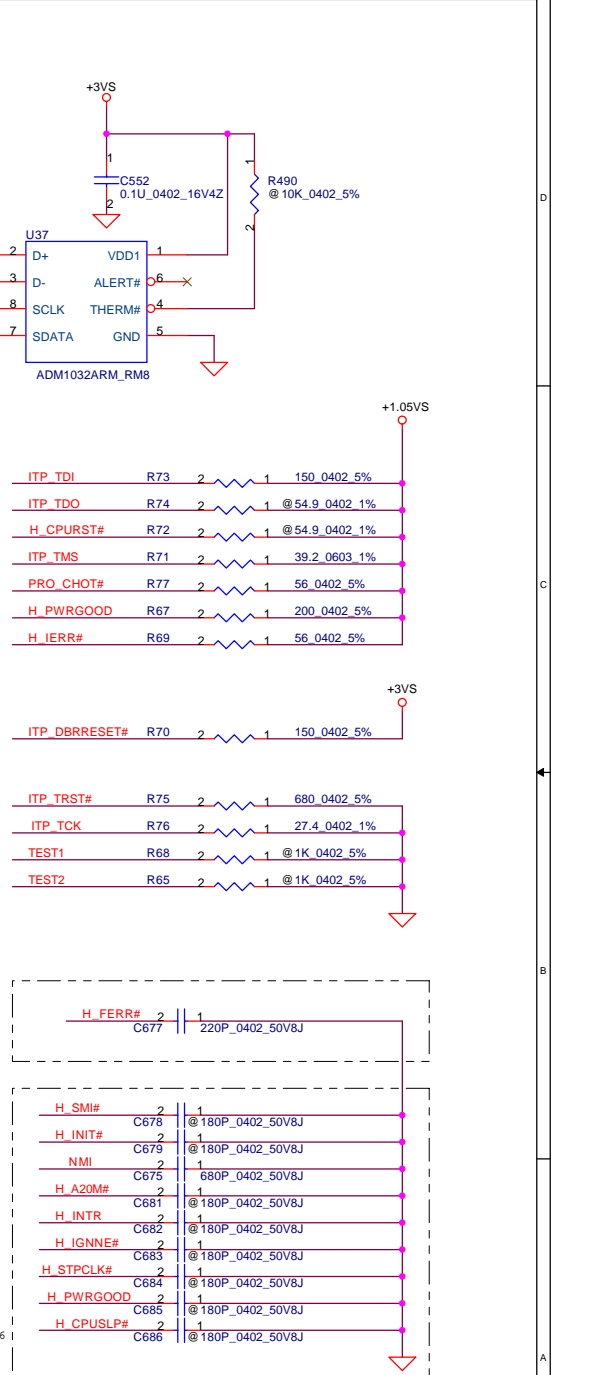 +3VS
1
C552
0.1U_0402_16V4Z
2
1
R490
@10K_0402_5%
2
D
U37
2 D+ VDD1 1
3 D- ALERT# 6
8 SCLK THERM# 4
7 SDATA GND 5
ADM1032ARM_RM8
+1.05VS
ITP_TDI R73 2 1 150_0402_5%
ITP_TDO R74 2 1 @54.9_0402_1%
H_CPURST# R72 2 1 @54.9_0402_1%
ITP_TMS R71 2 1 39.2_0603_1%
PRO_CHOT# R77 2 1 56_0402_5%
C
H_PWRGOOD R67 2 1 200_0402_5%
H_IERR# R69 2 1 56_0402_5%
+3VS
ITP_DBRRESET# R70 2 1 150_0402_5%
ITP_TRST# R75 2 1 680_0402_5%
ITP_TCK R76 2 1 27.4_0402_1%
TEST1 R68 2 1 @1K_0402_5%
TEST2 R65 2 1 @1K_0402_5%
B
H_FERR# 2 1
C677 220P_0402_50V8J
H_SMI# 2 1
C678 @180P_0402_50V8J
H_INIT# 2 1
C679 @180P_0402_50V8J
NMI 2 1
C675 680P_0402_50V8J
H_A20M# 2 1
C681 @180P_0402_50V8J
H_INTR 2 1
C682 @180P_0402_50V8J
H_IGNNE# 2 1
C683 @180P_0402_50V8J
H_STPCLK# 2 1
C684 @180P_0402_50V8J
H_PWRGOOD 2 1
C685 @180P_0402_50V8J
H_CPUSLP# 2 1
6 C686 @180P_0402_50V8J
A